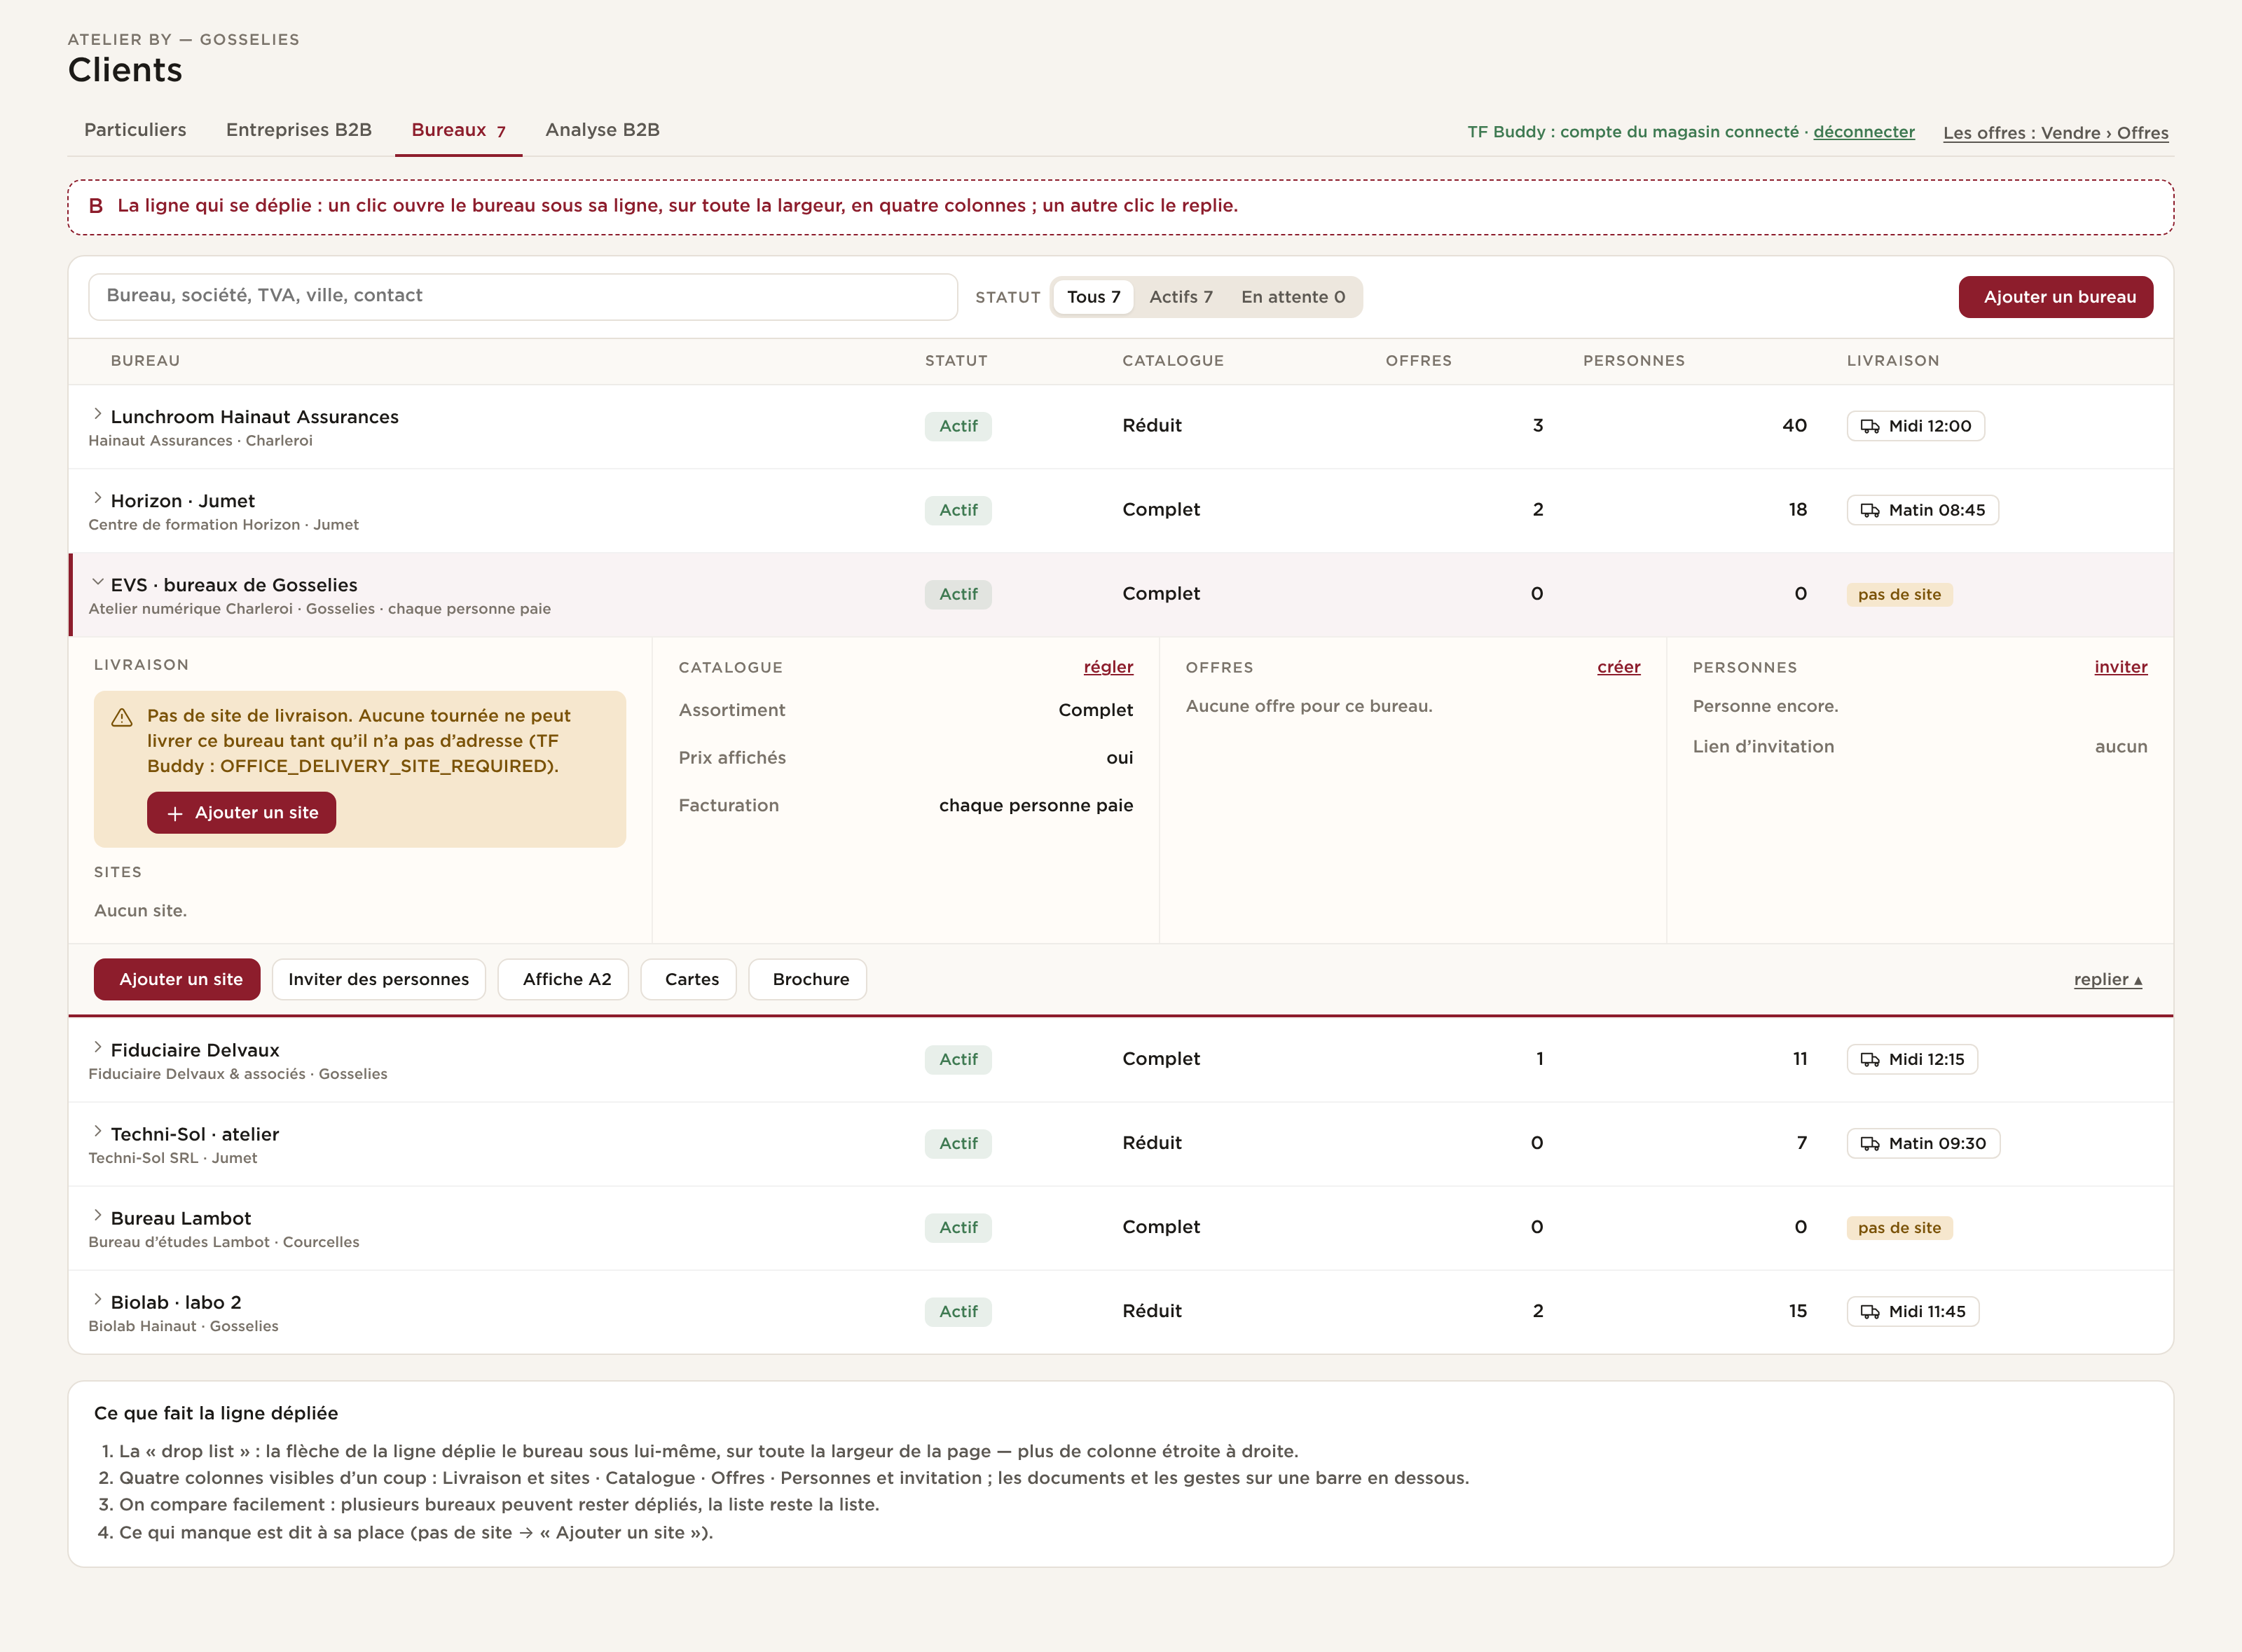 ATELIER BY — GOSSELIES
Clients
Particuliers Entreprises B2B Bureaux 7 Analyse B2B TF Buddy : compte du magasin connecté · déconnecter Les offres : Vendre › Offres
B La ligne qui se déplie : un clic ouvre le bureau sous sa ligne, sur toute la largeur, en quatre colonnes ; un autre clic le replie.
Bureau, société, TVA, ville, contact STATUT Tous 7 Actifs 7 En attente 0 Ajouter un bureau
BUREAU STATUT CATALOGUE OFFRES PERSONNES LIVRAISON
Lunchroom Hainaut Assurances Actif Réduit 3 40 Midi 12:00
Hainaut Assurances · Charleroi
Horizon · Jumet Actif Complet 2 18 Matin 08:45
Centre de formation Horizon · Jumet
EVS · bureaux de Gosselies Actif Complet 0 0 pas de site
Atelier numérique Charleroi · Gosselies · chaque personne paie
LIVRAISON
Pas de site de livraison. Aucune tournée ne peut
livrer ce bureau tant qu’il n’a pas d’adresse (TF
Buddy : OFFICE_DELIVERY_SITE_REQUIRED).
+ Ajouter un site
SITES
Aucun site.
CATALOGUE régler
Assortiment Complet
Prix affichés oui
Facturation chaque personne paie
OFFRES créer
Aucune offre pour ce bureau.
PERSONNES inviter
Personne encore.
Lien d’invitation aucun
Ajouter un site Inviter des personnes Affiche A2 Cartes Brochure replier ▴
Fiduciaire Delvaux Actif Complet 1 11 Midi 12:15
Fiduciaire Delvaux & associés · Gosselies
Techni-Sol · atelier Actif Réduit 0 7 Matin 09:30
Techni-Sol SRL · Jumet
Bureau Lambot Actif Complet 0 0 pas de site
Bureau d’études Lambot · Courcelles
Biolab · labo 2 Actif Réduit 2 15 Midi 11:45
Biolab Hainaut · Gosselies
Ce que fait la ligne dépliée
1. La « drop list » : la flèche de la ligne déplie le bureau sous lui-même, sur toute la largeur de la page — plus de colonne étroite à droite.
2. Quatre colonnes visibles d’un coup : Livraison et sites · Catalogue · Offres · Personnes et invitation ; les documents et les gestes sur une barre en dessous.
3. On compare facilement : plusieurs bureaux peuvent rester dépliés, la liste reste la liste.
4. Ce qui manque est dit à sa place (pas de site → « Ajouter un site »).